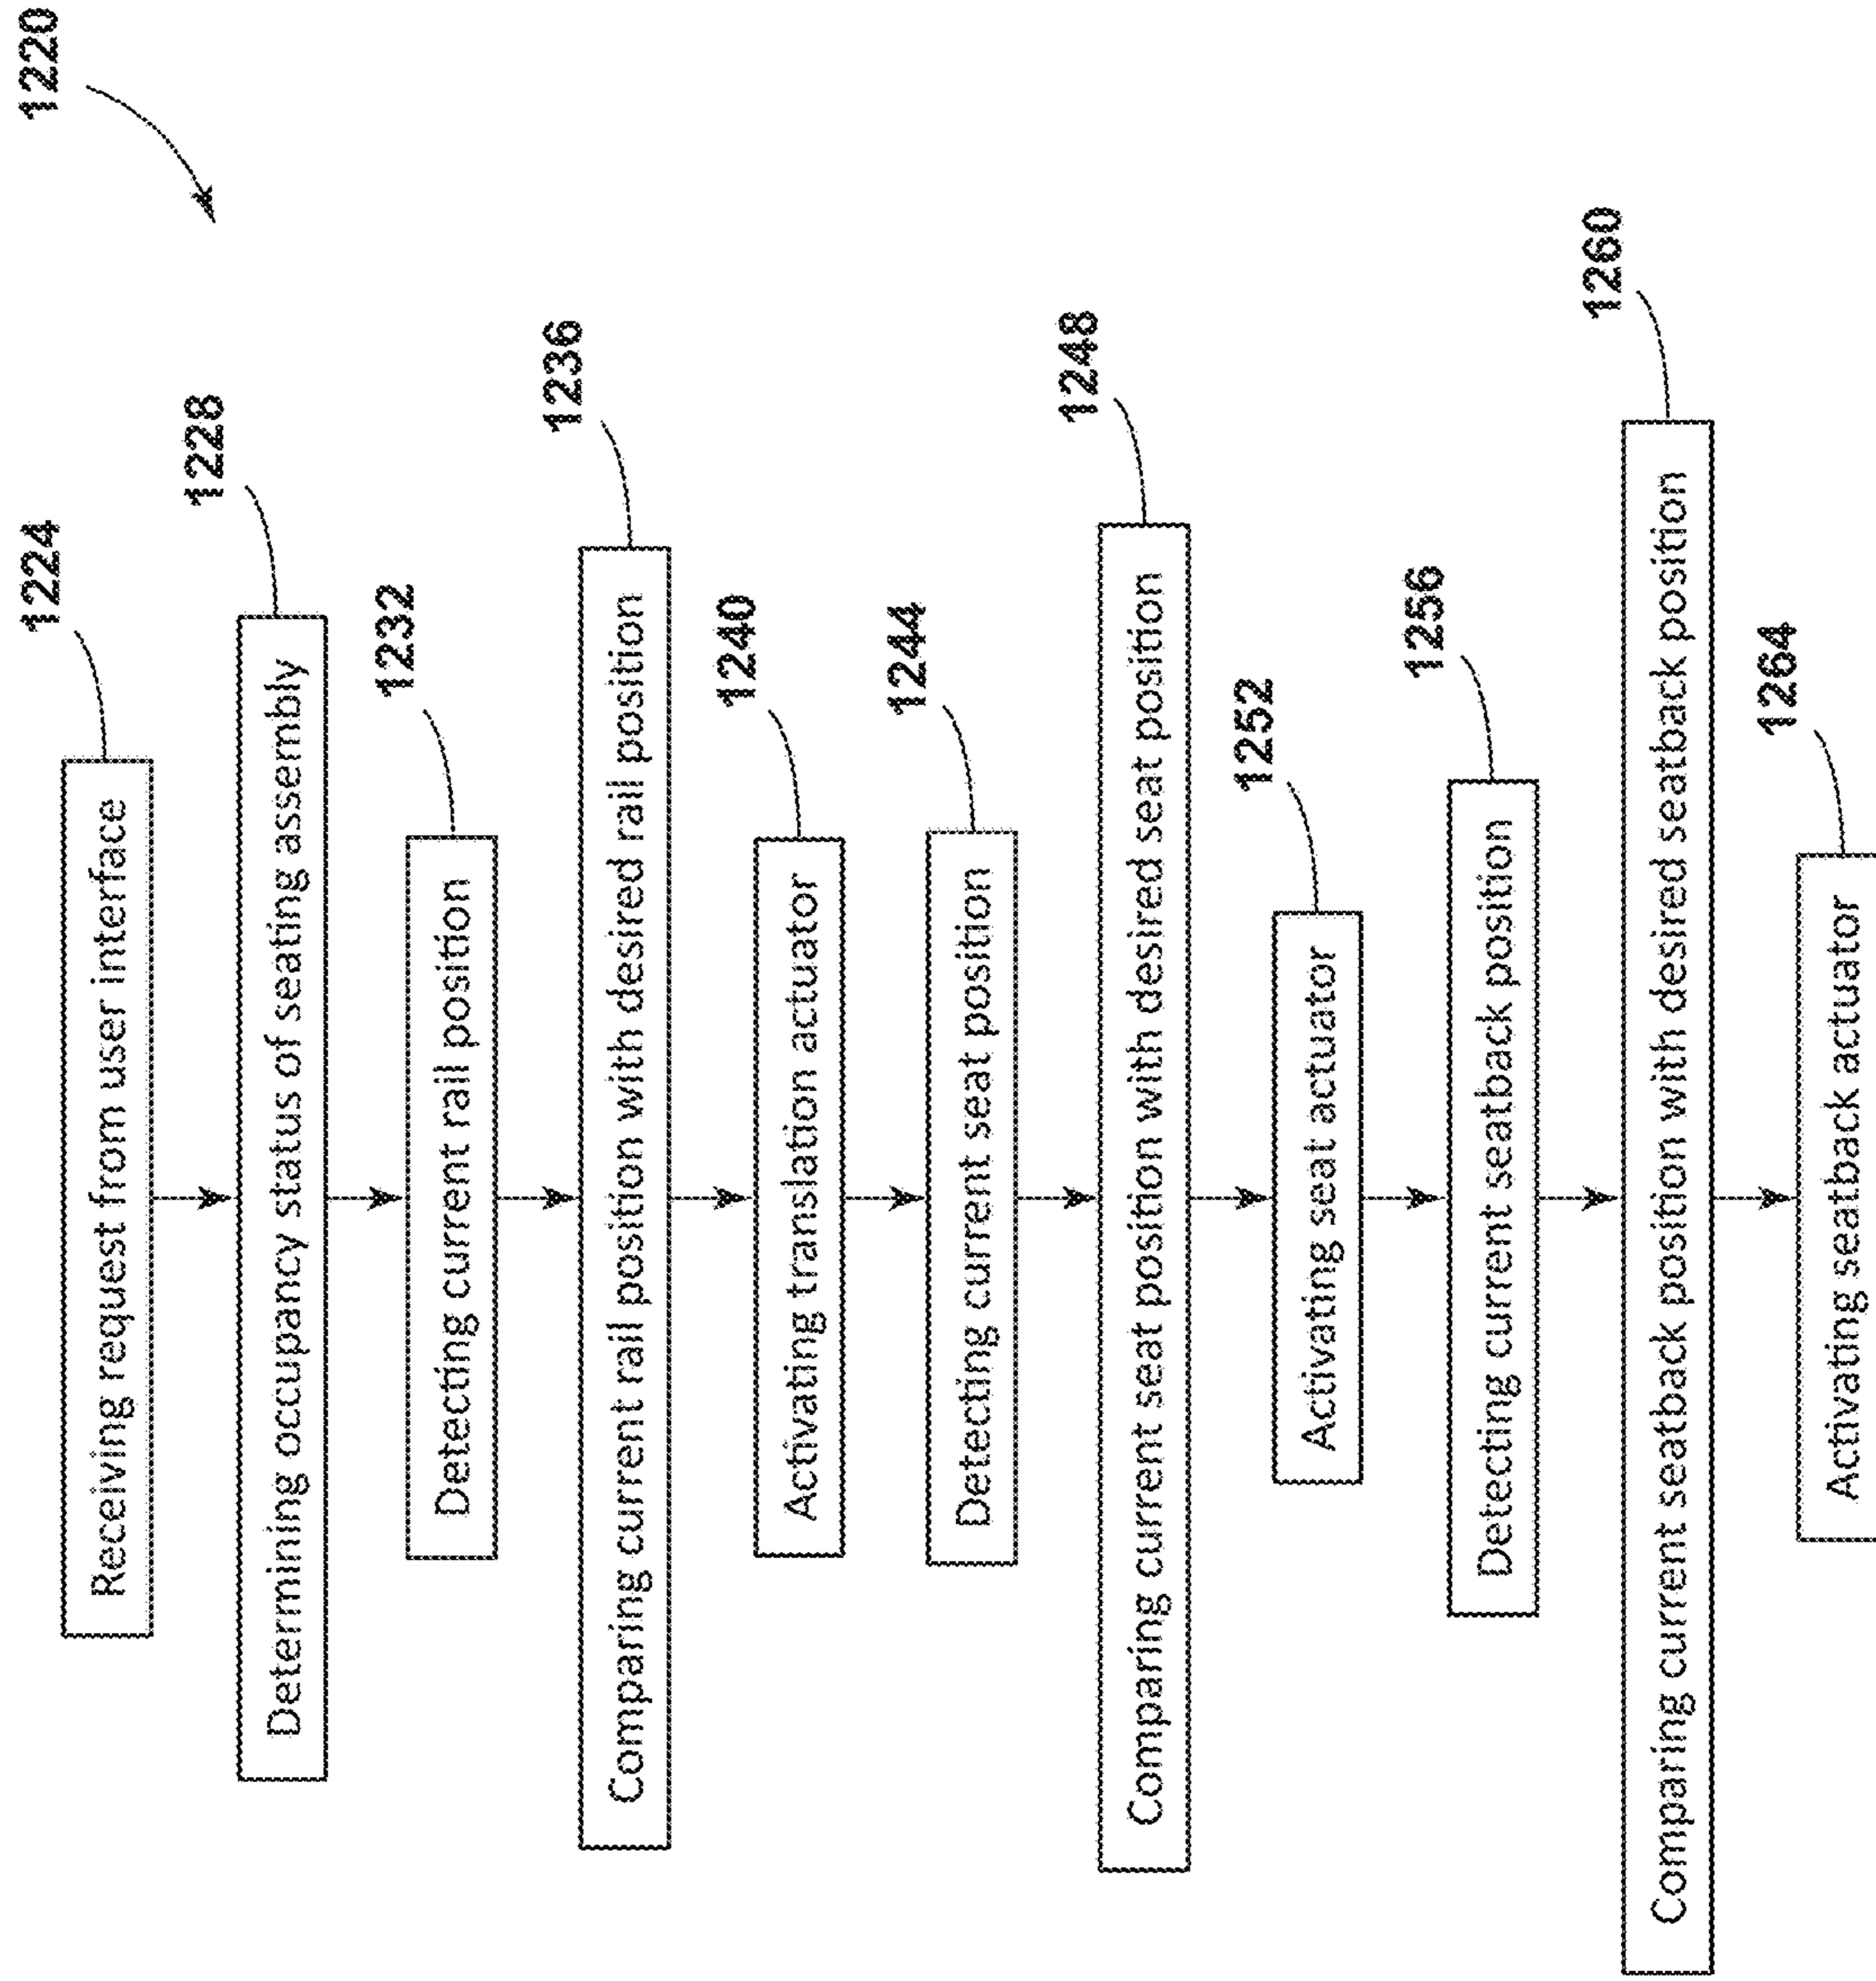 1220
1224
Receiving request from user interface
1228
Determining occupancy status of seating assembly
1232
Detecting current rail position
1236
Comparing current rail position with desired rail position
1240
Activating translation actuator
1244
Detecting current seat position
1248
Comparing current seat position with desired seat position
1252
Activating seat actuator
1256
Detecting current seatback position
1260
Comparing current seatback position with desired seatback position
1264
Activating seatback actuator